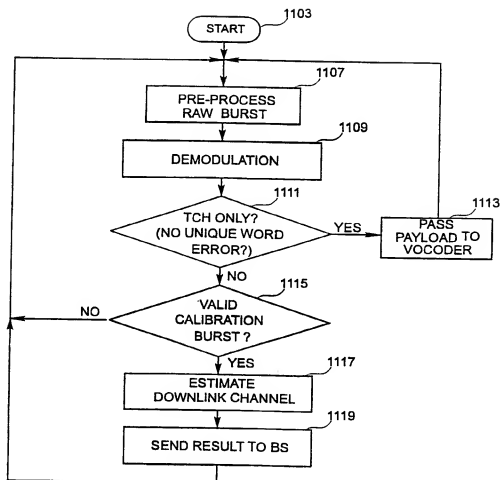 START
1103
1107
PRE-PROCESS
RAW BURST
1109
DEMODULATION
1111
TCH ONLY?
(NO UNIQUE WORD
ERROR?)
YES
1113
PASS
PAYLOAD TO
VOCODER
NO
1115
VALID
CALIBRATION
BURST ?
NO
YES
1117
ESTIMATE
DOWNLINK CHANNEL
1119
SEND RESULT TO BS